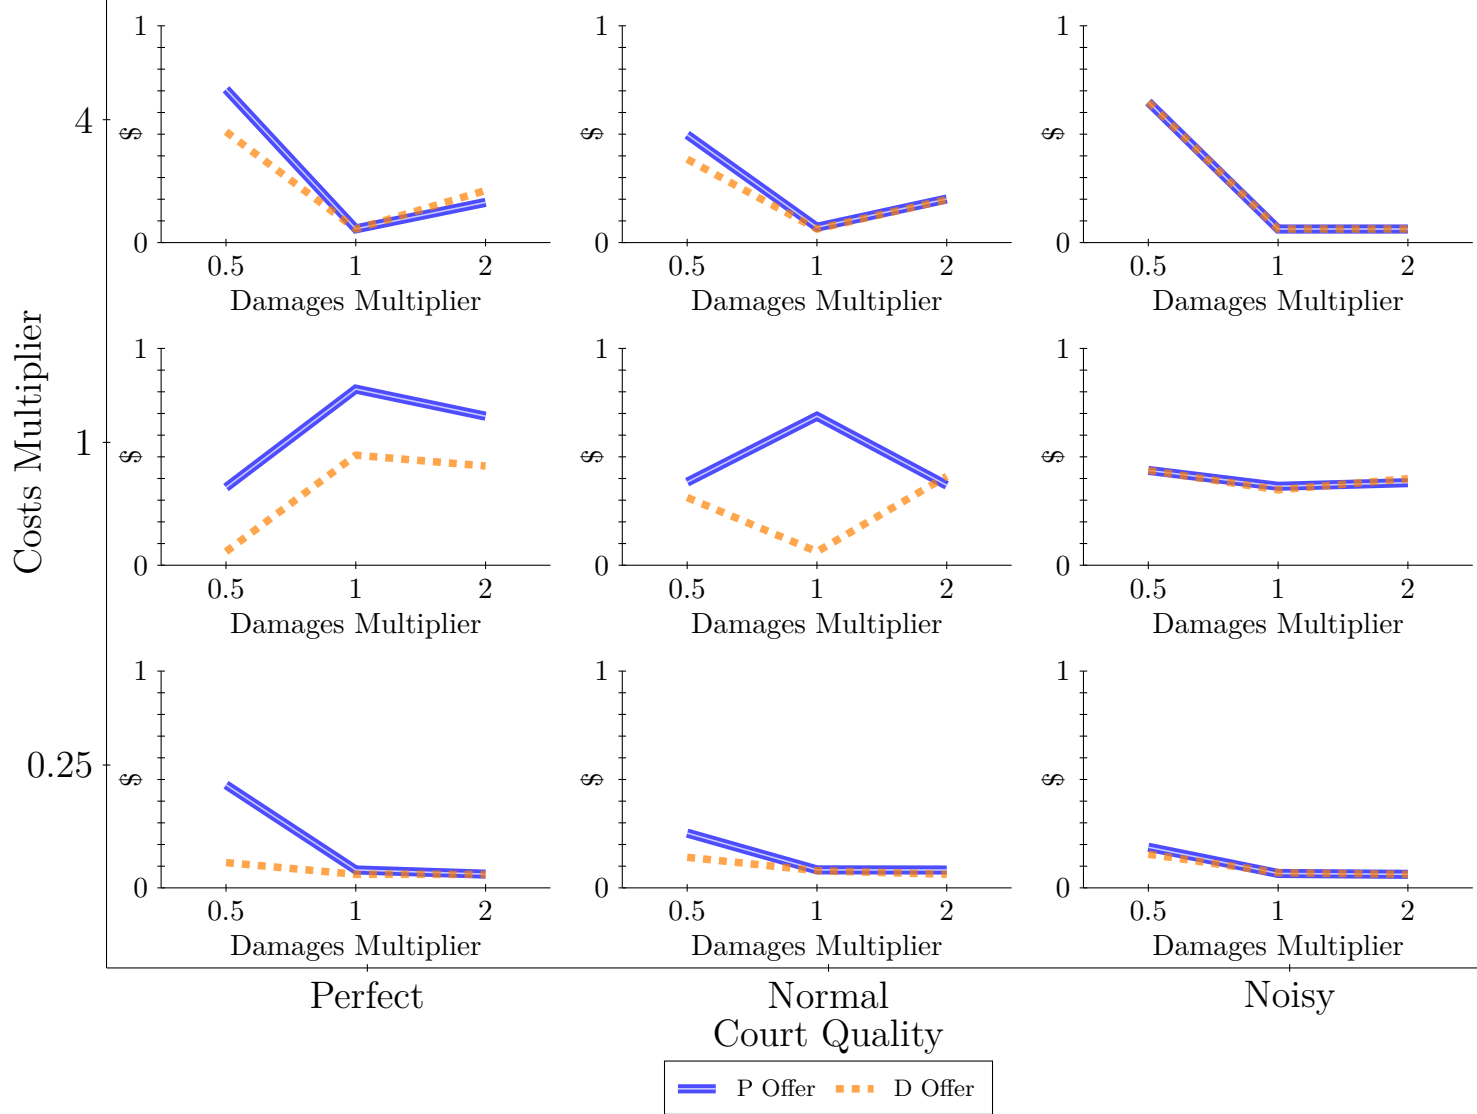 1 1 1
4 $ $ $
0 0 0
0.5 1 2 0.5 1 2 0.5 1 2
Damages Multiplier Damages Multiplier Damages Multiplier
Costs Multiplier
1 1 1
1 $ $ $
0 0 0
0.5 1 2 0.5 1 2 0.5 1 2
Damages Multiplier Damages Multiplier Damages Multiplier
1 1 1
0.25 $ $ $
0 0 0
0.5 1 2 0.5 1 2 0.5 1 2
Damages Multiplier Damages Multiplier Damages Multiplier
Perfect Normal Noisy
Court Quality
P Offer D Offer